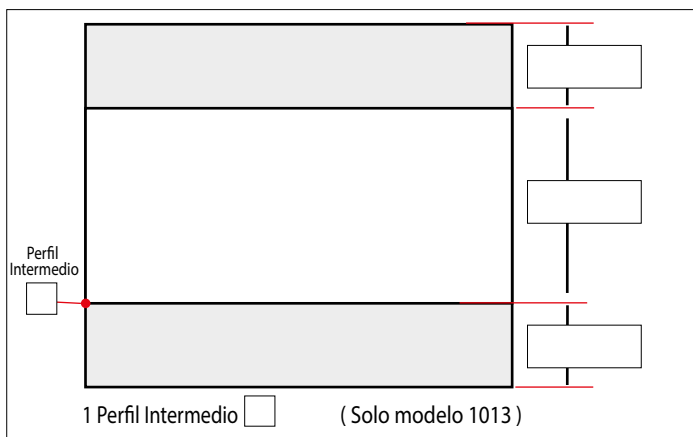 Perfil
Intermedio
1 Perfil Intermedio
( Solo modelo 1013 )